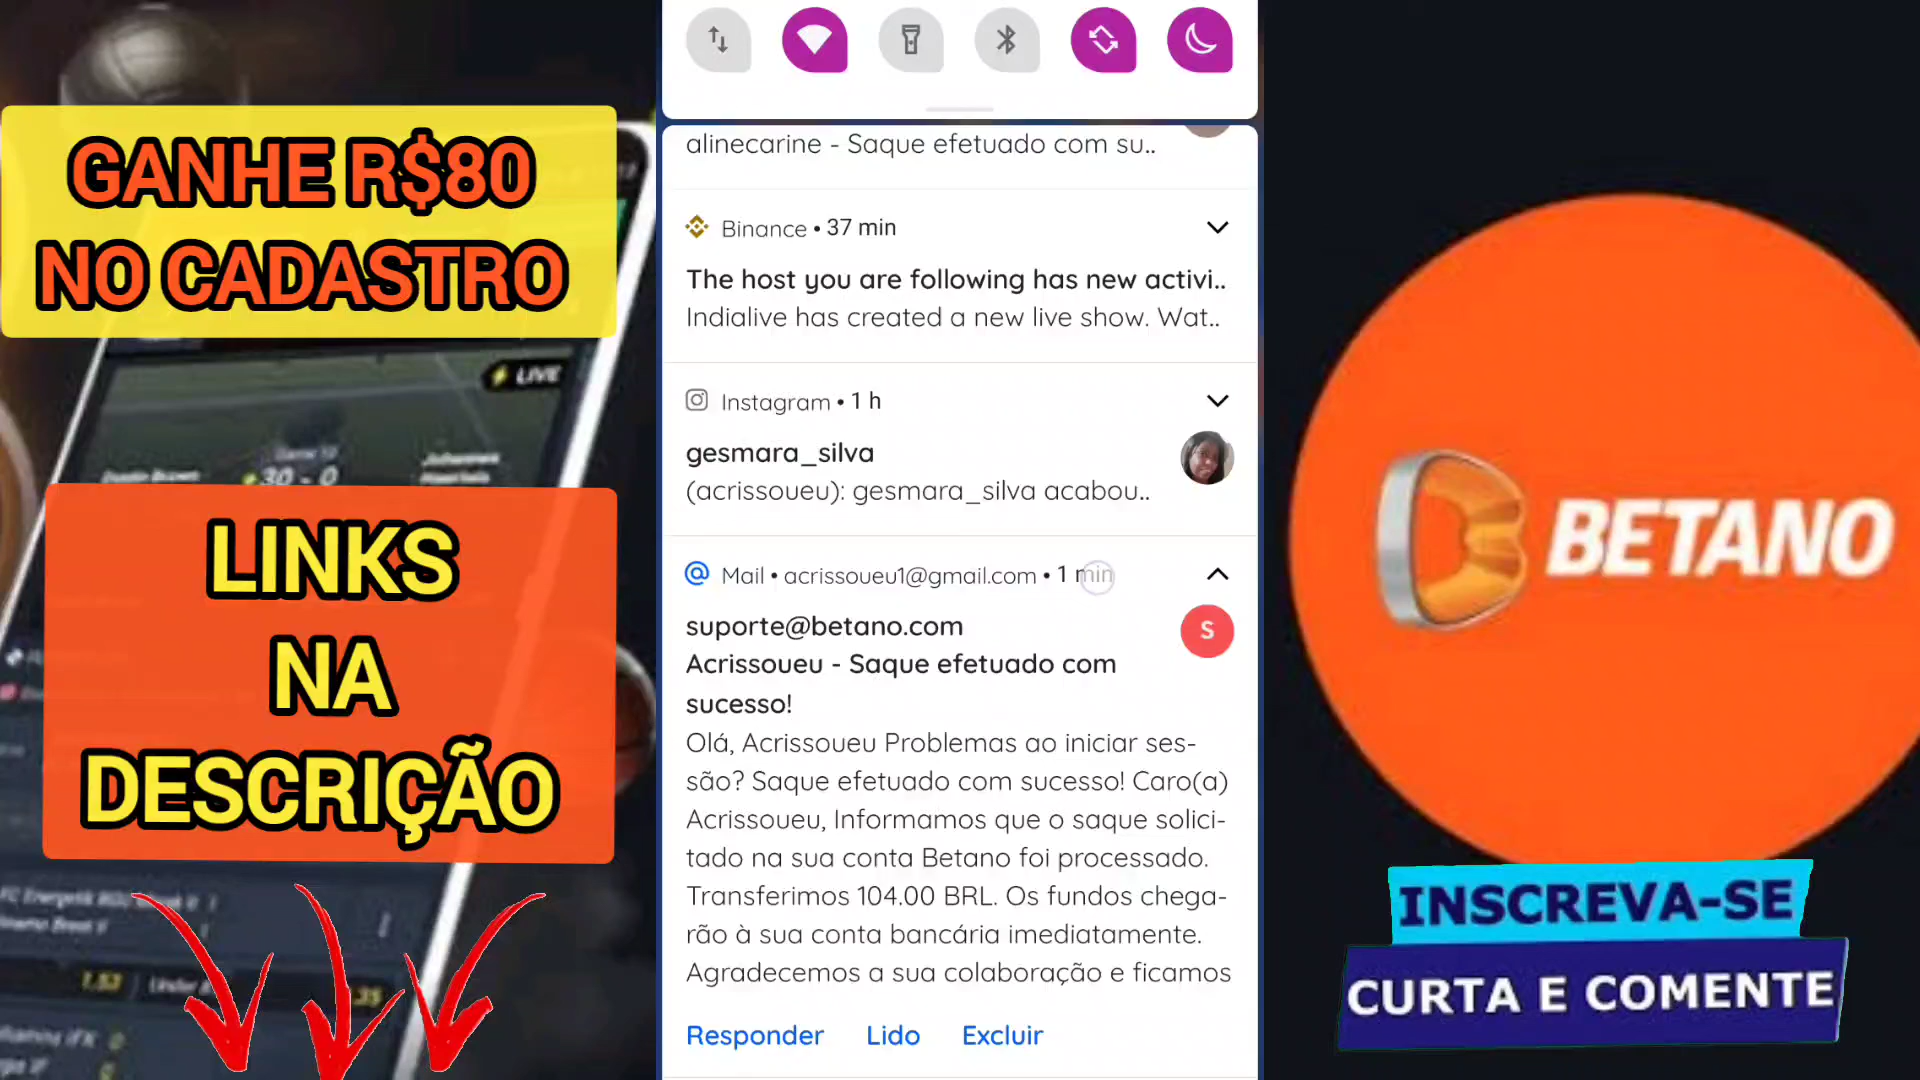 GANHE R$80
NO CADASTRO
LIVE
30 - 0
LINKS
NA
DESCRIÇÃO
1.53
alinecarine - Saque efetuado com su..
Binance • 37 min
The host you are following has new activi..
Indialive has created a new live show. Wat..
Instagram • 1 h
gesmara_silva
(acrissoueu): gesmara_silva acabou..
Mail • acrissoueu1@gmail.com • 1 min
suporte@betano.com
S
Acrissoueu - Saque efetuado com
sucesso!
Olá, Acrissoueu Problemas ao iniciar ses-
são? Saque efetuado com sucesso! Caro(a)
Acrissoueu, Informamos que o saque solici-
tado na sua conta Betano foi processado.
Transferimos 104.00 BRL. Os fundos chega-
rão à sua conta bancária imediatamente.
Agradecemos a sua colaboração e ficamos
Responder Lido Excluir
BETANO
INSCREVA-SE
CURTA E COMENTE